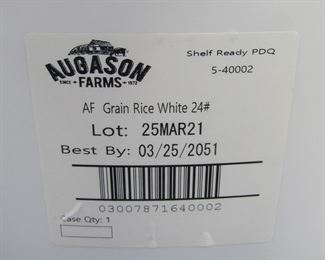 AUGASON
SINCE FARMS 1972
Shelf Ready PDQ
5-40002
AF Grain Rice White 24#
Lot: 25MAR21
Best By: 03/25/2051
03007871640002
Case Qty: 1